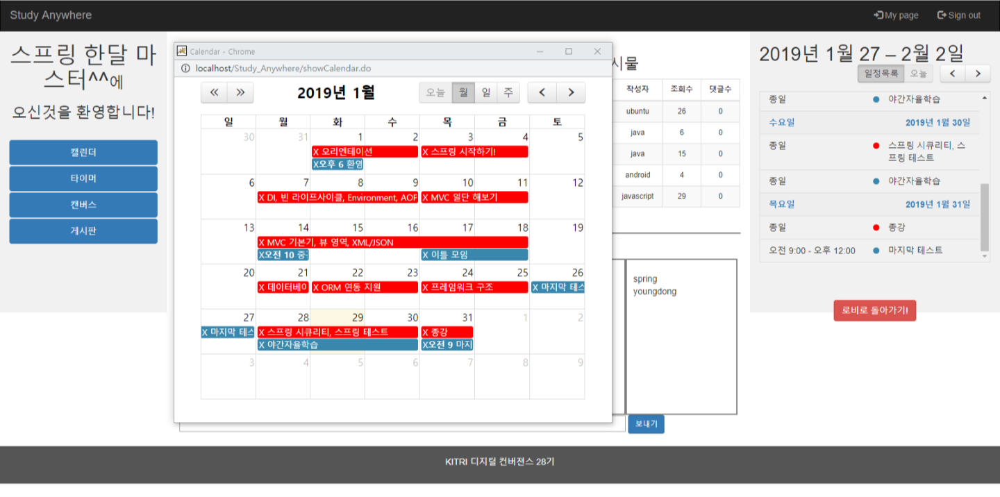 Study Anywhere
My page
Sign out
스프링 한달 마
스터^^에
오신것을 환영합니다!
캘린더
타이머
캔버스
게시판
Calendar - Chrome
localhost/Study_Anywhere/showCalendar.do
« »
2019년 1월
오늘 월 일 주
< >
일 월 화 수 목 금 토
30 31 1 2 3 4 5
X 오리엔테이션
X 스프링 시작하기!
X오후 6 환영
6 7 8 9 10 11 12
X DI, 빈 라이프사이클, Environment, AOP
X MVC 일단 해보기
13 14 15 16 17 18 19
X MVC 기본기, 뷰 영역, XML/JSON
X오전 10 중
X 이틀 모임
20 21 22 23 24 25 26
X 데이터베이
X ORM 연동 지원
X 프레임워크 구조
X 마지막 테스
27 28 29 30 31 1 2
X 마지막 테스
X 스프링 시큐리티, 스프링 테스트
X 종강
X 야간자율학습
X오전 9 마지
3 4 5 6 7 8 9
시물
작성자 조회수 댓글수
ubuntu 26 0
java 6 0
java 15 0
android 4 0
javascript 29 0
spring
youngdong
보내기
2019년 1월 27 – 2월 2일
일정목록 오늘 < >
종일 야간자율학습
수요일 2019년 1월 30일
종일 스프링 시큐리티, 스
프링 테스트
종일 야간자율학습
목요일 2019년 1월 31일
종일 종강
오전 9:00 - 오후 12:00 마지막 테스트
로비로 돌아가기!
KITRI 디지털 컨버젼스 28기